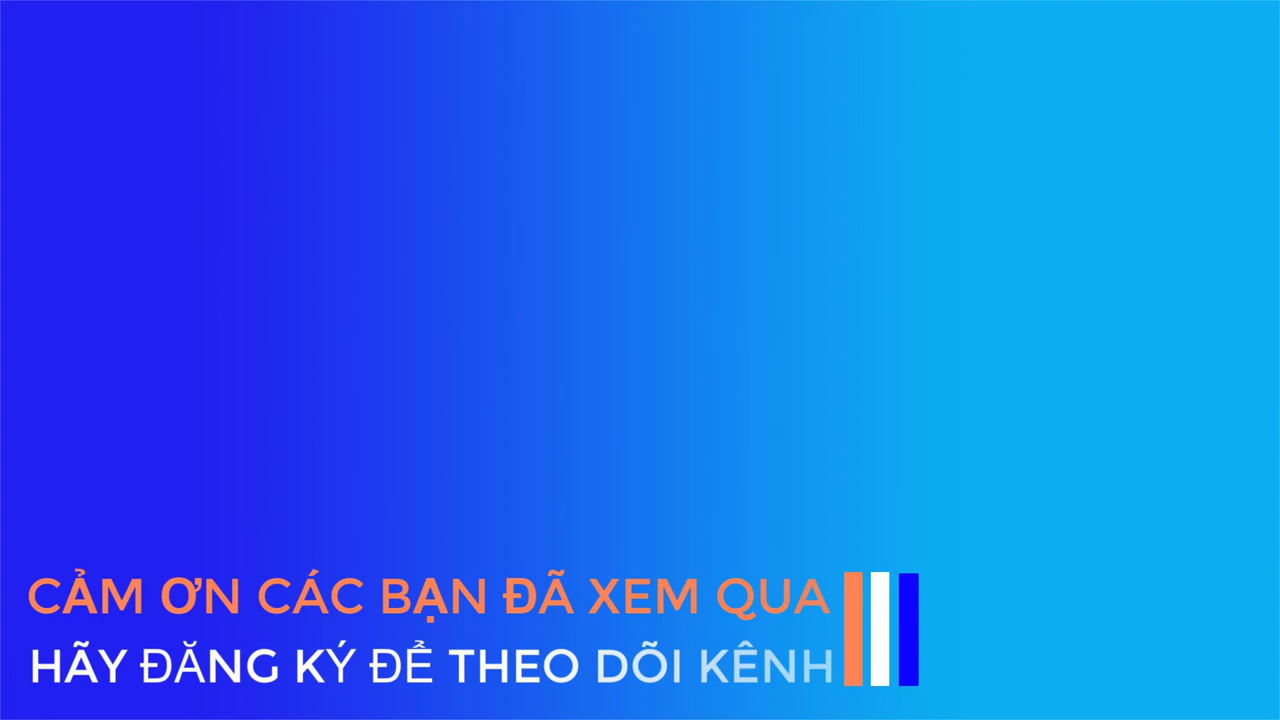 CẢM ƠN CÁC BẠN ĐÃ XEM QUA
HÃY ĐĂNG KÝ ĐỂ THEO DÕI KÊNH